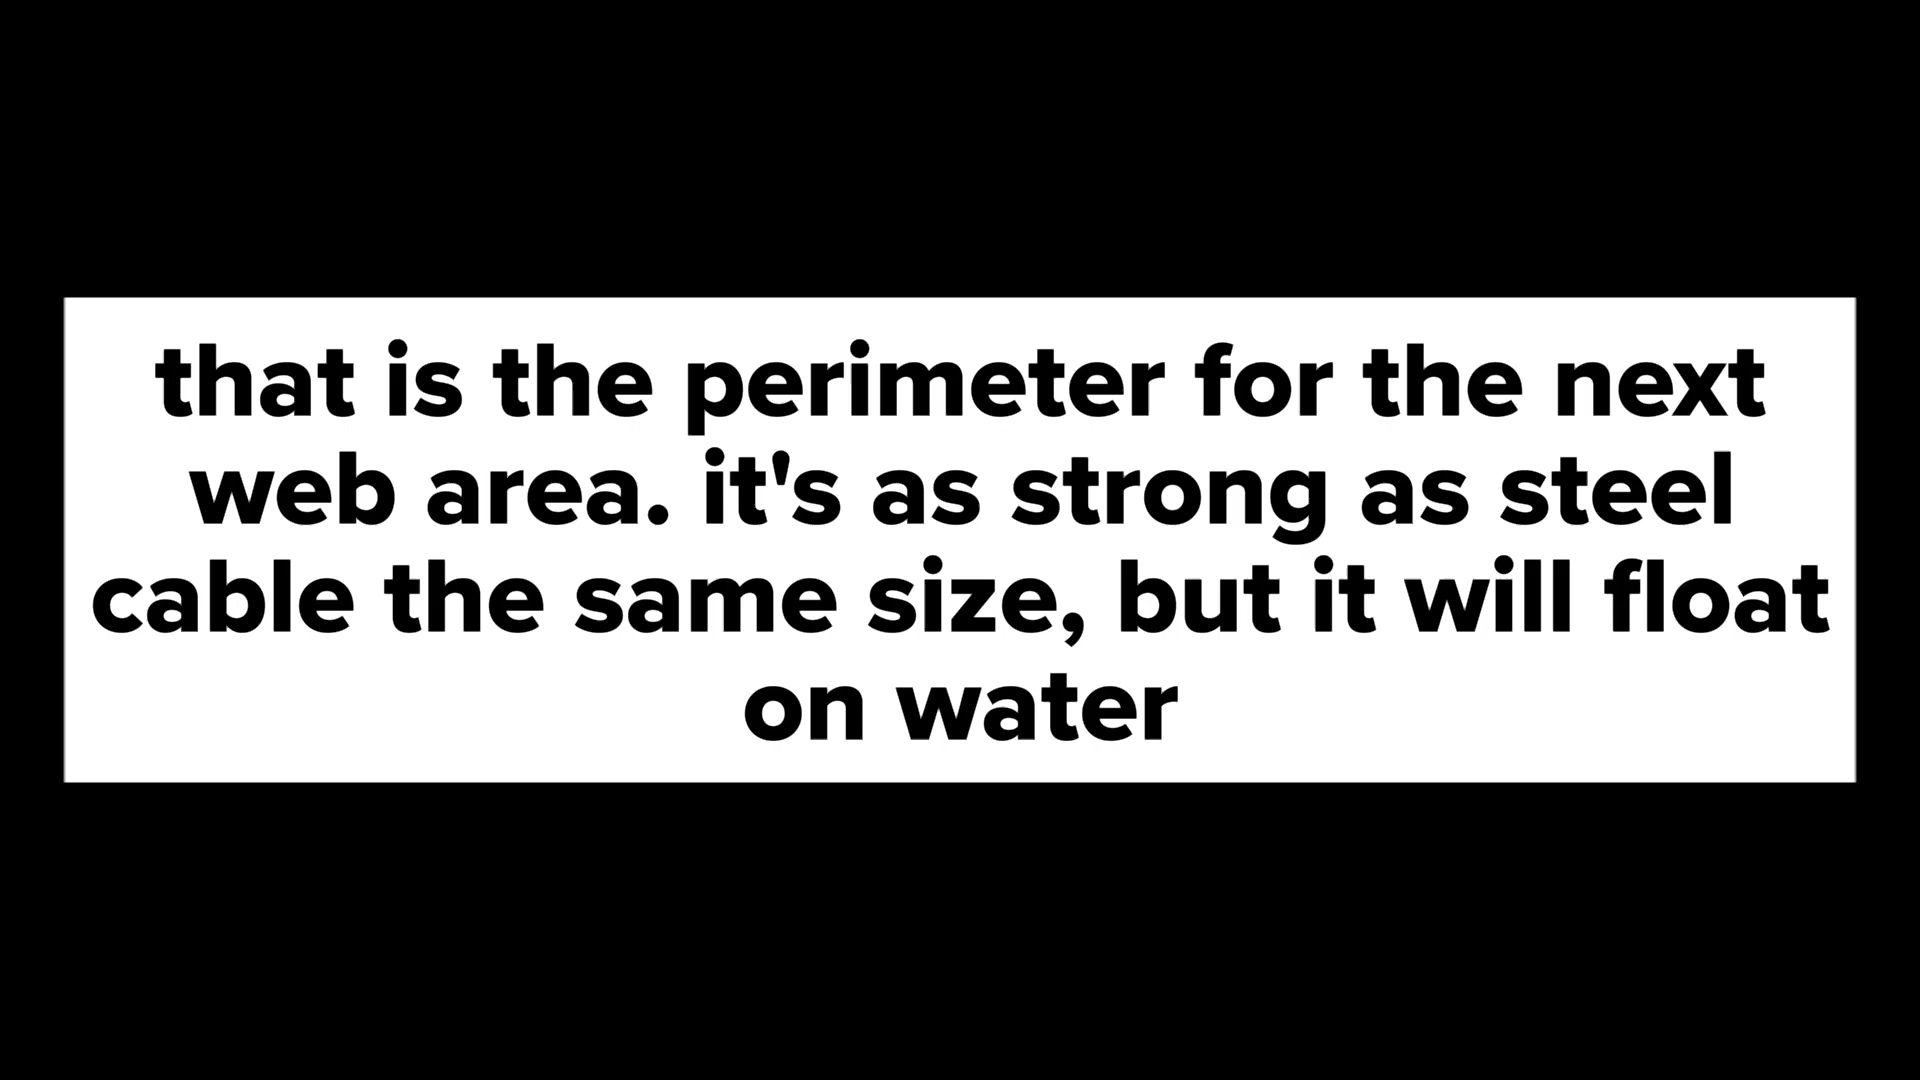 that is the perimeter for the next
web area. it's as strong as steel
cable the same size, but it will float
on water